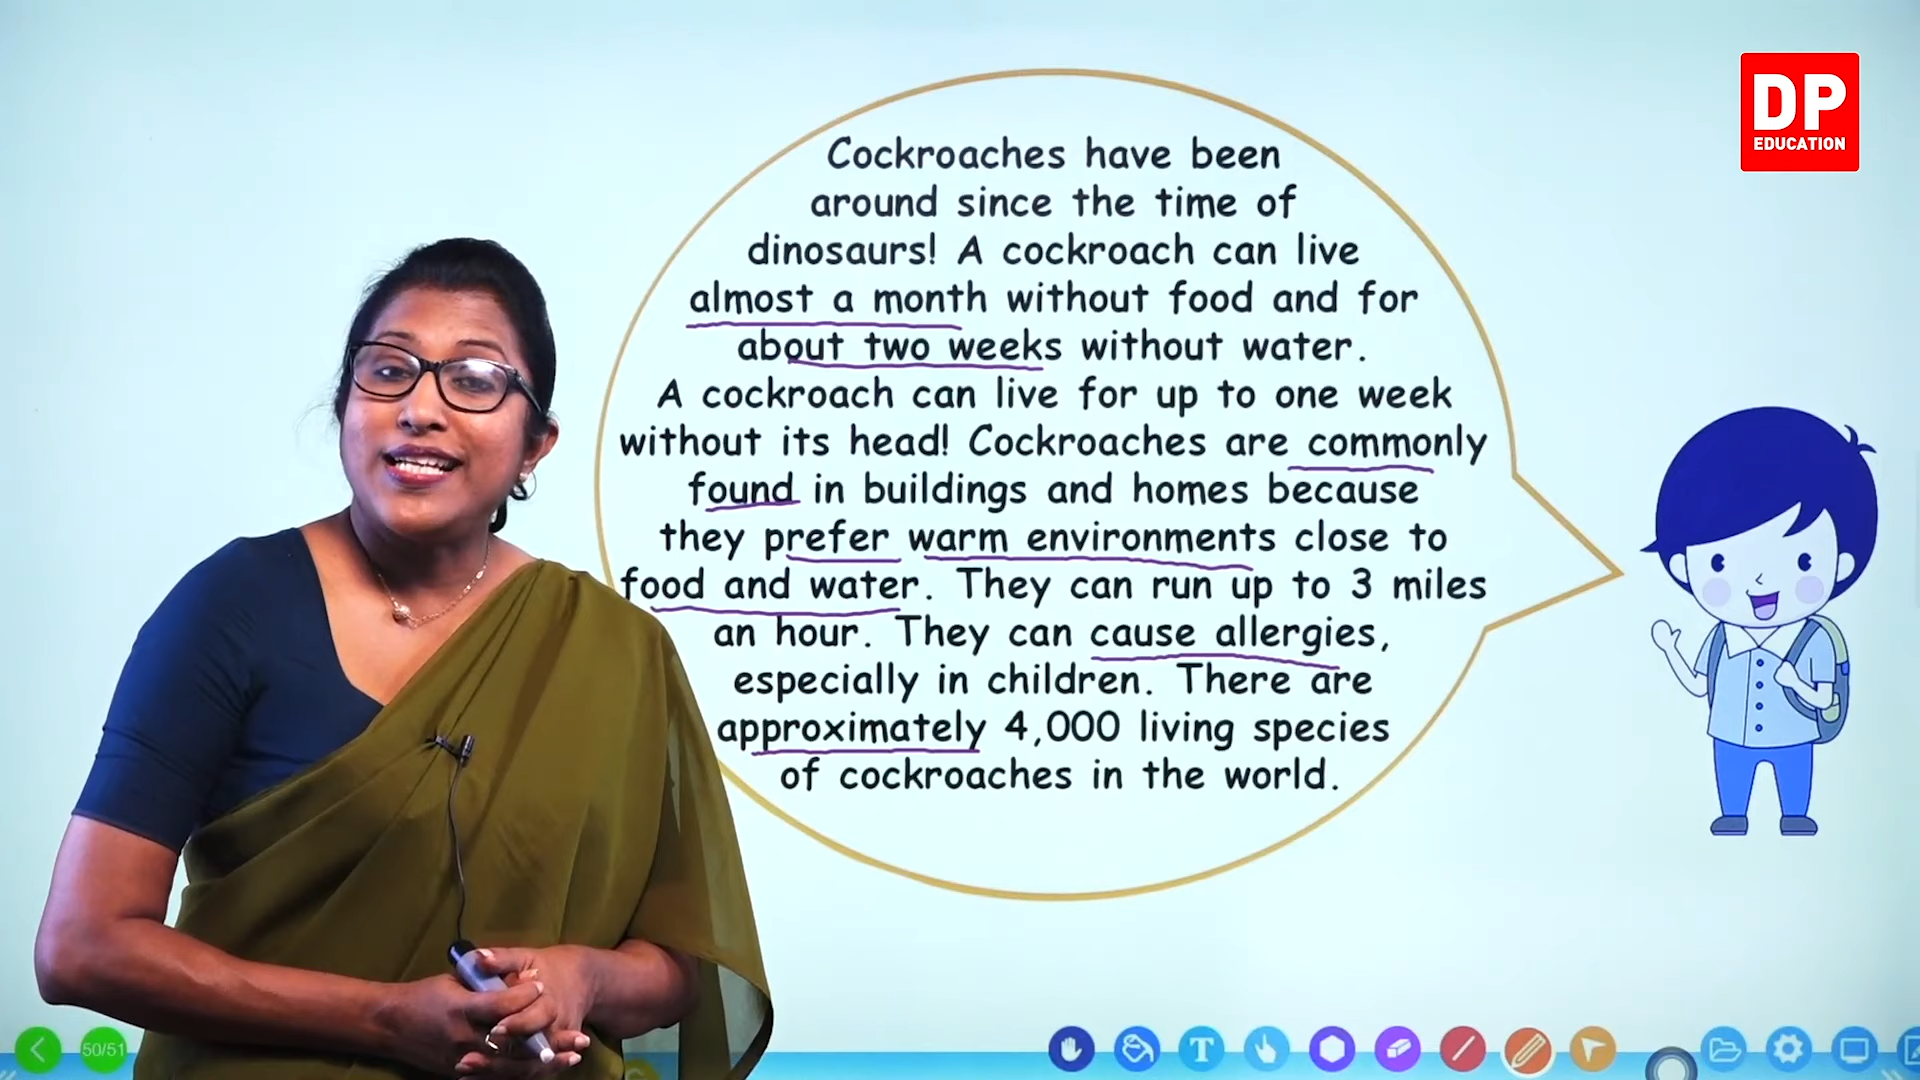 DP
EDUCATION
Cockroaches have been
around since the time of
dinosaurs! A cockroach can live
almost a month without food and for
about two weeks without water.
A cockroach can live for up to one week
without its head! Cockroaches are commonly
found in buildings and homes because
they prefer warm environments close to
food and water. They can run up to 3 miles
an hour. They can cause allergies,
especially in children. There are
approximately 4,000 living species
of cockroaches in the world.
50/51
T